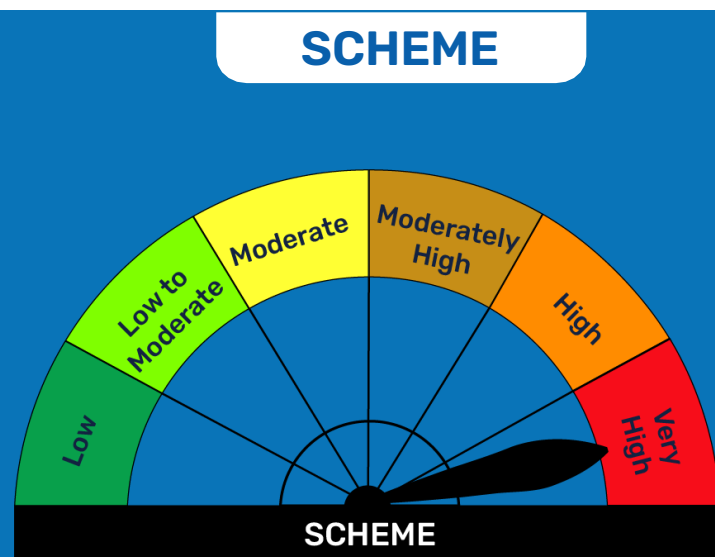 SCHEME
Low
Low to
Moderate
Moderate
Moderately
High
High
Very
High
SCHEME